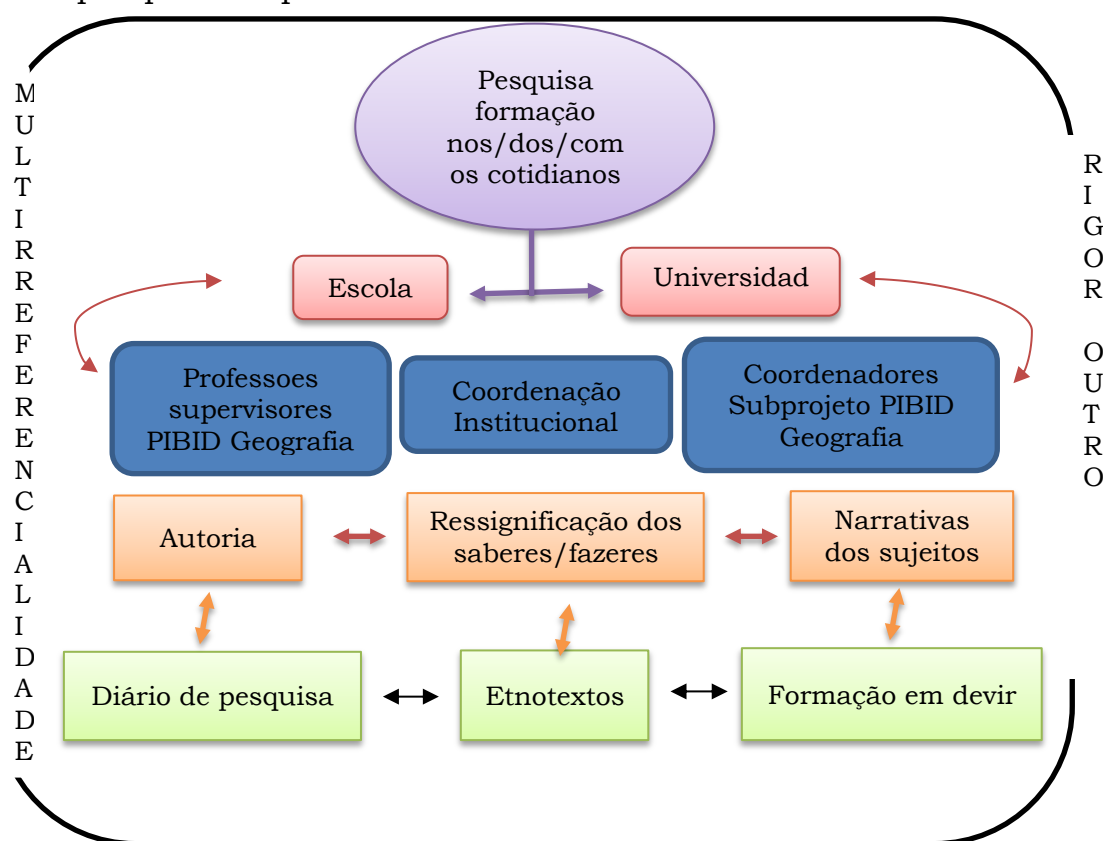 Pesquisa
formação
nos/dos/com
os cotidianos
MULTIRREFERENCIALIDADE
RIGOR OUTRO
Escola
Universidad
Professoes
supervisores
PIBID Geografia
Coordenação
Institucional
Coordenadores
Subprojeto PIBID
Geografia
Autoria
Ressignificação dos
saberes/fazeres
Narrativas
dos sujeitos
Diário de pesquisa
Etnotextos
Formação em devir